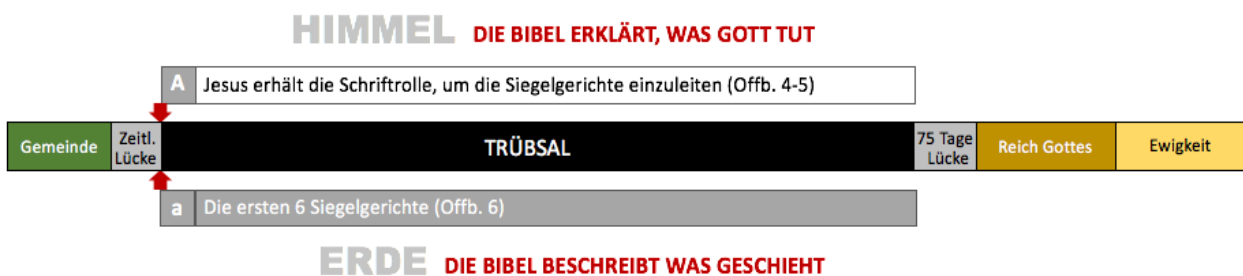 HIMMEL DIE BIBEL ERKLÄRT, WAS GOTT TUT
A Jesus erhält die Schriftrolle, um die Siegelgerichte einzuleiten (Offb. 4-5)
Gemeinde
Zeitl.
Lücke
TRÜBSAL
75 Tage
Lücke
Reich Gottes
Ewigkeit
a Die ersten 6 Siegelgerichte (Offb. 6)
ERDE DIE BIBEL BESCHREIBT WAS GESCHIEHT